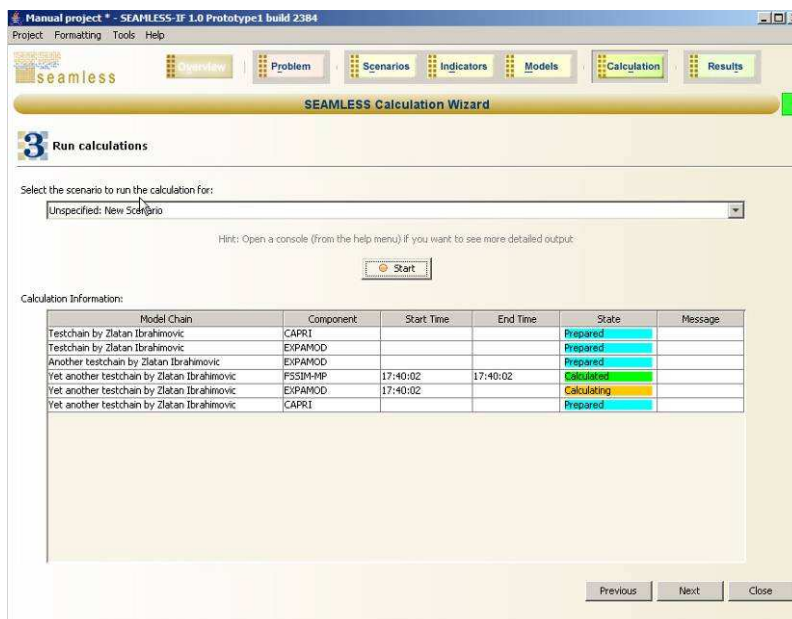 Manual project * - SEAMLESS-IF 1.0 Prototype1 build 2384
Project Formatting Tools Help
seamless
Overview Problem Scenarios Indicators Models Calculation Results
SEAMLESS Calculation Wizard
3 Run calculations
Select the scenario to run the calculation for:
Unspecified: New Scenario
Hint: Open a console (from the help menu) if you want to see more detailed output
Start
Calculation Information:
Model Chain Component Start Time End Time State Message
Testchain by Zlatan Ibrahimovic CAPRI Prepared
Testchain by Zlatan Ibrahimovic EXPAMOD Prepared
Another testchain by Zlatan Ibrahimovic Prepared
Yet another testchain by Zlatan Ibrahimovic FSSIM-MP 17:40:02 17:40:02 Calculated
Yet another testchain by Zlatan Ibrahimovic EXPAMOD 17:40:02 Calculating
Yet another testchain by Zlatan Ibrahimovic CAPRI Prepared
Previous Next Close